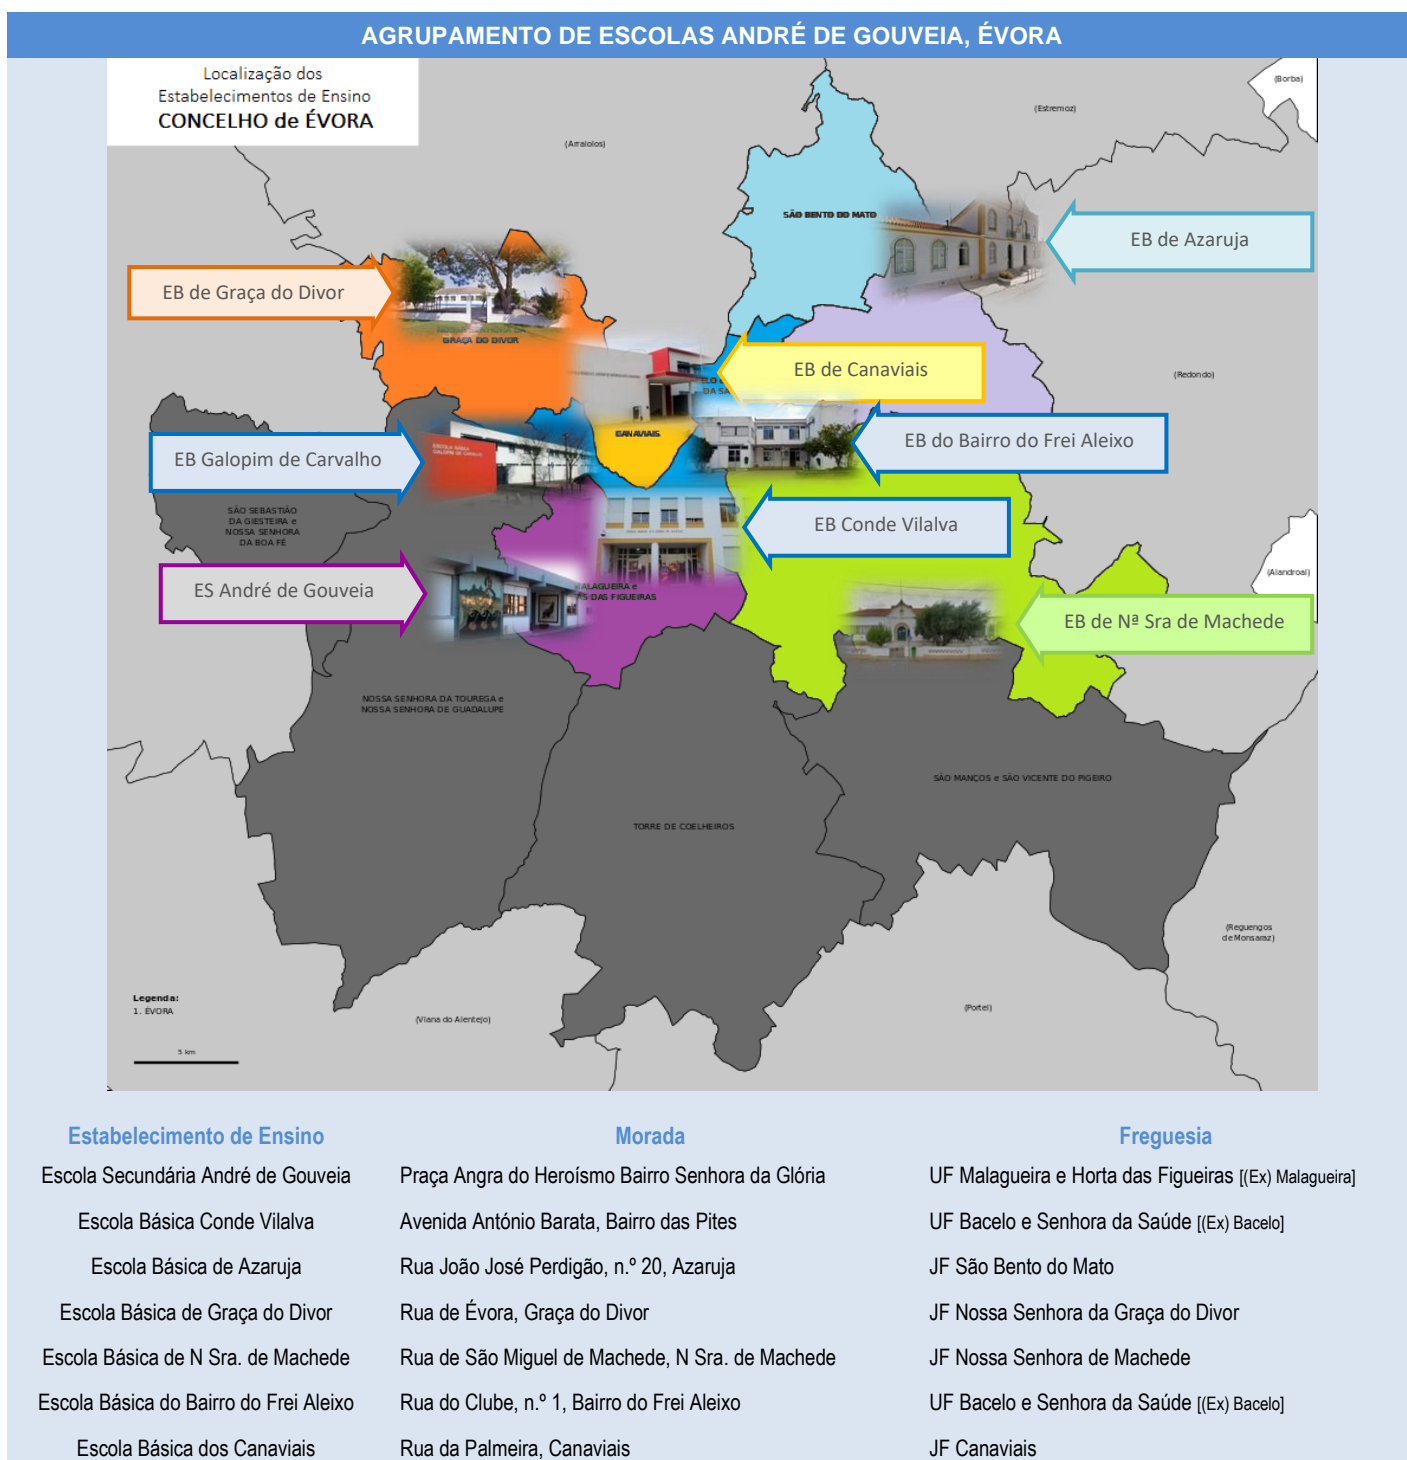 AGRUPAMENTO DE ESCOLAS ANDRÉ DE GOUVEIA, ÉVORA
Localização dos
Estabelecimentos de Ensino
CONCELHO de ÉVORA
(Borba)
(Estremoz)
(Arraiolos)
SÃO BENTO DO MATO
EB de Azaruja
EB de Graça do Divor
GRAÇA DO DIVOR
EB de Canaviais
(Redondo)
CANAVIAIS
EB do Bairro do Frei Aleixo
EB Galopim de Carvalho
ESCOLA BÁSICA
GALOPIM DE CARVALHO
SÃO SEBASTIÃO
DA GIESTEIRA e
NOSSA SENHORA
DA BOA FÉ
EB Conde Vilalva
(Alandroal)
ES André de Gouveia
ALAGUEIRA e
AS DAS FIGUEIRAS
EB de Nª Sra de Machede
NOSSA SENHORA DA TOUREGA e
NOSSA SENHORA DE GUADALUPE
SÃO MANÇOS e SÃO VICENTE DO PIGEIRO
TORRE DE COELHEIROS
(Reguengos
de Monsaraz)
Legenda:
1. ÉVORA
(Viana do Alentejo)
(Portel)
5 km
Estabelecimento de Ensino Morada Freguesia
Escola Secundária André de Gouveia Praça Angra do Heroísmo Bairro Senhora da Glória UF Malagueira e Horta das Figueiras [(Ex) Malagueira]
Escola Básica Conde Vilalva Avenida António Barata, Bairro das Pites UF Bacelo e Senhora da Saúde [(Ex) Bacelo]
Escola Básica de Azaruja Rua João José Perdigão, n.º 20, Azaruja JF São Bento do Mato
Escola Básica de Graça do Divor Rua de Évora, Graça do Divor JF Nossa Senhora da Graça do Divor
Escola Básica de N Sra. de Machede Rua de São Miguel de Machede, N Sra. de Machede JF Nossa Senhora de Machede
Escola Básica do Bairro do Frei Aleixo Rua do Clube, n.º 1, Bairro do Frei Aleixo UF Bacelo e Senhora da Saúde [(Ex) Bacelo]
Escola Básica dos Canaviais Rua da Palmeira, Canaviais JF Canaviais